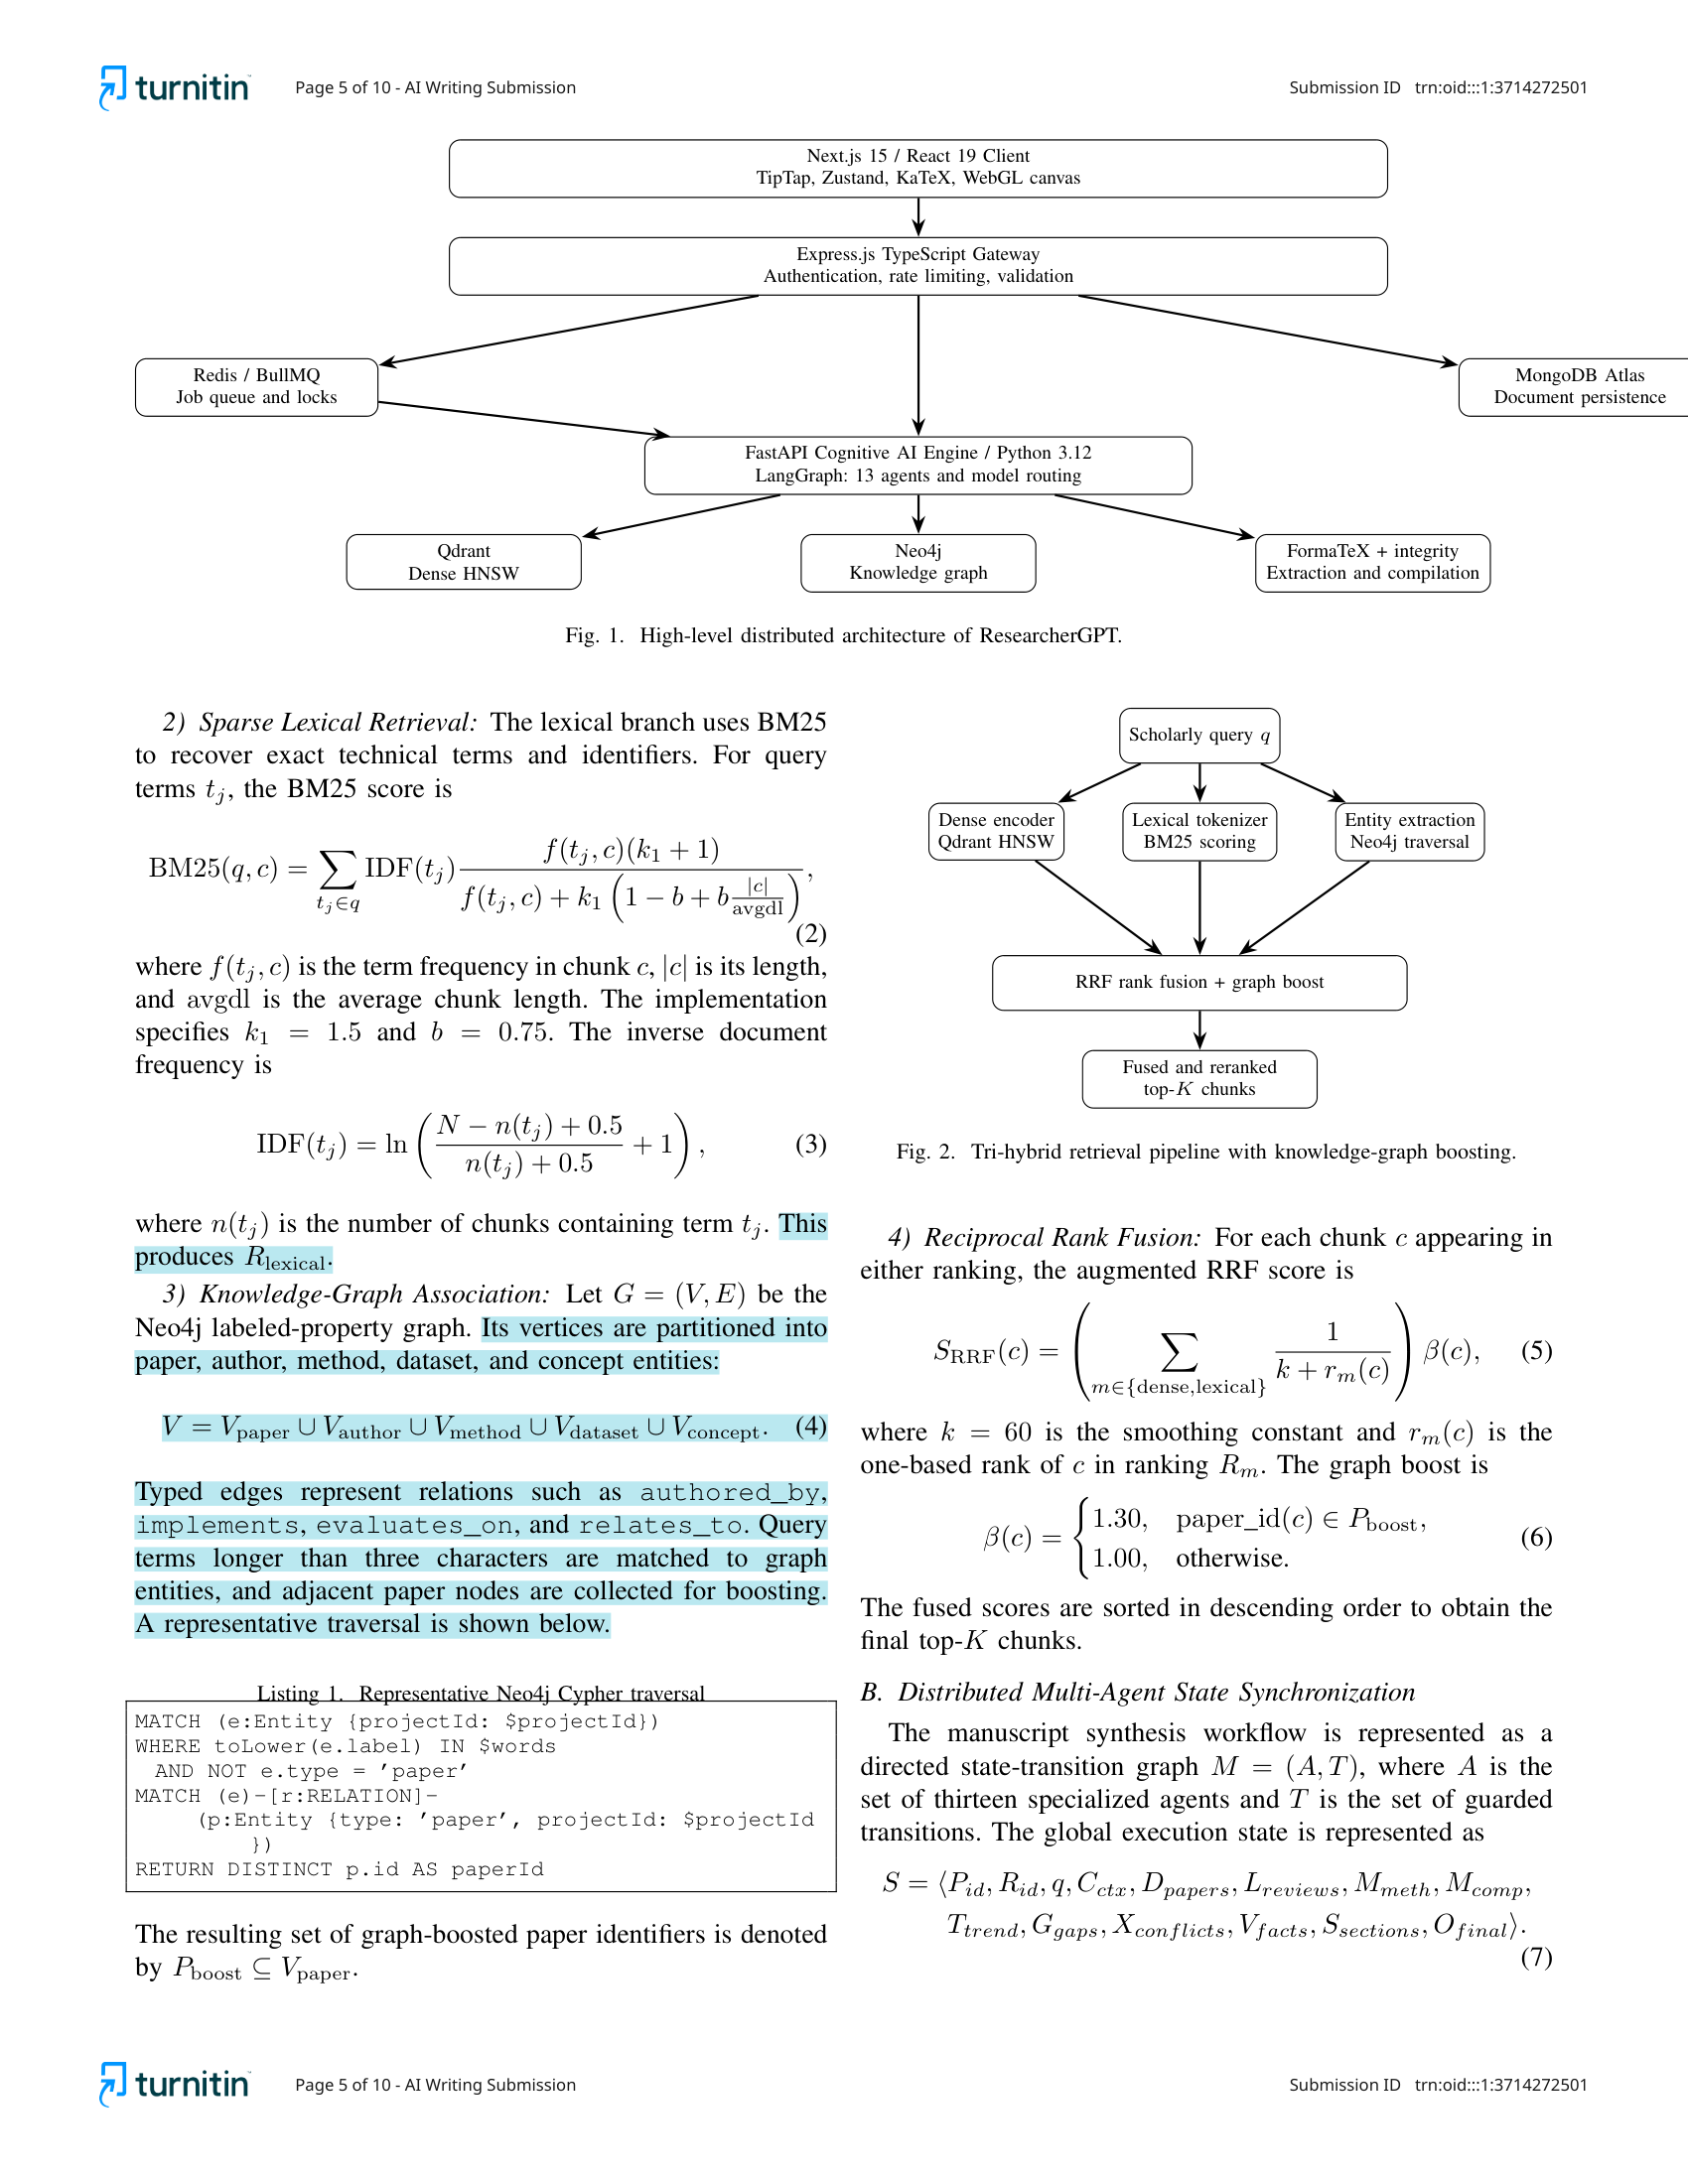 turnitin
Page 5 of 10 - AI Writing Submission
Submission ID trn:oid:::1:3714272501
Next.js 15 / React 19 Client
TipTap, Zustand, KaTeX, WebGL canvas
Express.js TypeScript Gateway
Authentication, rate limiting, validation
Redis / BullMQ
Job queue and locks
MongoDB Atlas
Document persistence
FastAPI Cognitive AI Engine / Python 3.12
LangGraph: 13 agents and model routing
Qdrant
Dense HNSW
Neo4j
Knowledge graph
FormaTeX + integrity
Extraction and compilation
Fig. 1. High-level distributed architecture of ResearcherGPT.
2) Sparse Lexical Retrieval: The lexical branch uses BM25
to recover exact technical terms and identifiers. For query
terms t_j, the BM25 score is
BM25(q, c) = ∑_{t_j∈q} IDF(t_j) f(t_j, c)(k_1 + 1) / (f(t_j, c) + k_1 (1 − b + b |c|/avgdl)),
(2)
where f(t_j, c) is the term frequency in chunk c, |c| is its length,
and avgdl is the average chunk length. The implementation
specifies k_1 = 1.5 and b = 0.75. The inverse document
frequency is
IDF(t_j) = ln ((N − n(t_j) + 0.5) / (n(t_j) + 0.5) + 1), (3)
where n(t_j) is the number of chunks containing term t_j. This
produces R_lexical.
3) Knowledge-Graph Association: Let G = (V, E) be the
Neo4j labeled-property graph. Its vertices are partitioned into
paper, author, method, dataset, and concept entities:
V = V_paper ∪ V_author ∪ V_method ∪ V_dataset ∪ V_concept. (4)
Typed edges represent relations such as authored_by,
implements, evaluates_on, and relates_to. Query
terms longer than three characters are matched to graph
entities, and adjacent paper nodes are collected for boosting.
A representative traversal is shown below.
Listing 1. Representative Neo4j Cypher traversal
MATCH (e:Entity {projectId: $projectId})
WHERE toLower(e.label) IN $words
AND NOT e.type = ’paper’
MATCH (e)-[r:RELATION]-
(p:Entity {type: ’paper’, projectId: $projectId
})
RETURN DISTINCT p.id AS paperId
The resulting set of graph-boosted paper identifiers is denoted
by P_boost ⊆ V_paper.
Scholarly query q
Dense encoder
Qdrant HNSW
Lexical tokenizer
BM25 scoring
Entity extraction
Neo4j traversal
RRF rank fusion + graph boost
Fused and reranked
top-K chunks
Fig. 2. Tri-hybrid retrieval pipeline with knowledge-graph boosting.
4) Reciprocal Rank Fusion: For each chunk c appearing in
either ranking, the augmented RRF score is
S_RRF(c) = (∑_{m∈{dense,lexical}} 1 / (k + r_m(c))) β(c), (5)
where k = 60 is the smoothing constant and r_m(c) is the
one-based rank of c in ranking R_m. The graph boost is
β(c) = { 1.30, paper_id(c) ∈ P_boost,
1.00, otherwise. (6)
The fused scores are sorted in descending order to obtain the
final top-K chunks.
B. Distributed Multi-Agent State Synchronization
The manuscript synthesis workflow is represented as a
directed state-transition graph M = (A, T), where A is the
set of thirteen specialized agents and T is the set of guarded
transitions. The global execution state is represented as
S = ⟨P_id, R_id, q, C_ctx, D_papers, L_reviews, M_meth, M_comp,
T_trend, G_gaps, X_conflicts, V_facts, S_sections, O_final⟩.
(7)
turnitin
Page 5 of 10 - AI Writing Submission
Submission ID trn:oid:::1:3714272501